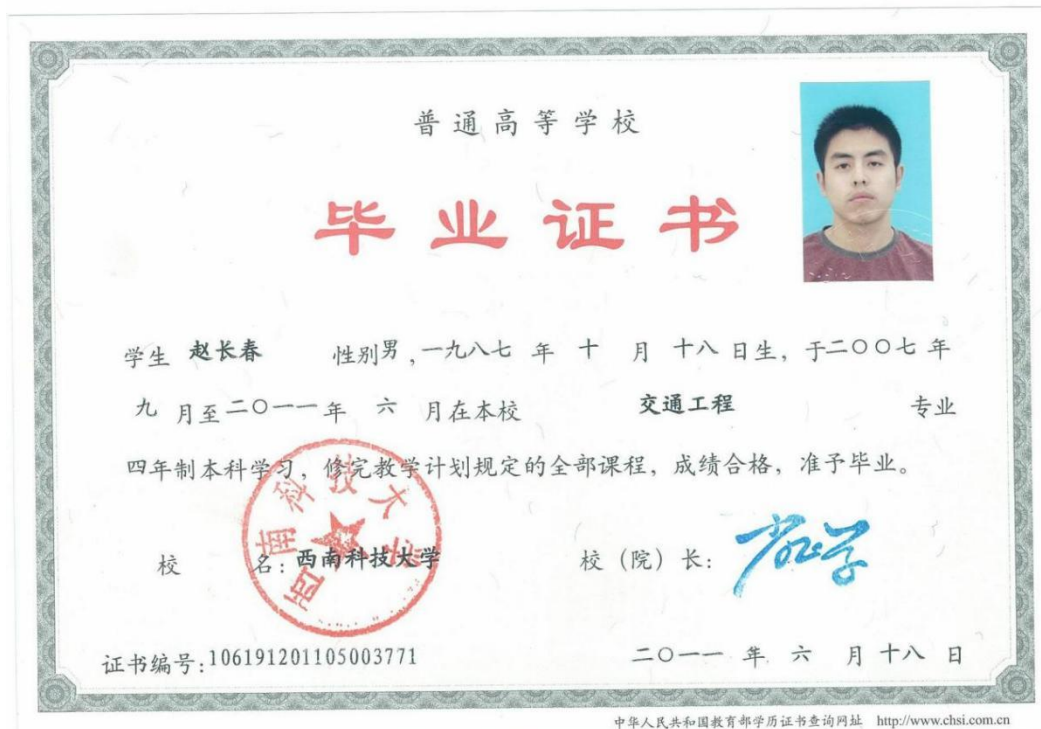 普通高等学校
毕业证书
学生 赵长春 性别男,一九八七 年 十 月 十八 日生, 于二〇〇七 年
九 月至二〇一一年 六 月在本校 交通工程 专业
四年制本科学习, 修完教学计划规定的全部课程, 成绩合格, 准予毕业。
西南科技大学
校 名: 西南科技大学 校 (院) 长:
证书编号:106191201105003771 二〇一一 年 六 月 十八 日
中华人民共和国教育部学历证书查询网址 http://www.chsi.com.cn